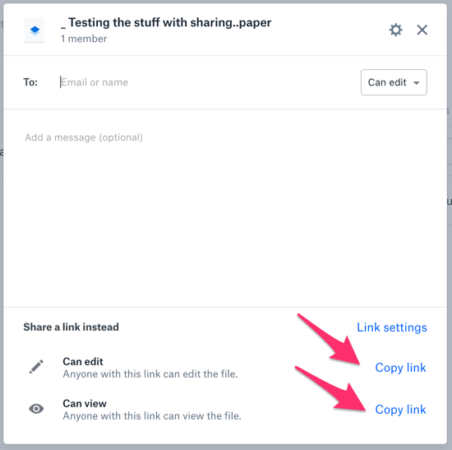 _ Testing the stuff with sharing..paper
1 member
To: Email or name Can edit
Add a message (optional)
Share a link instead Link settings
Can edit
Anyone with this link can edit the file. Copy link
Can view
Anyone with this link can view the file. Copy link